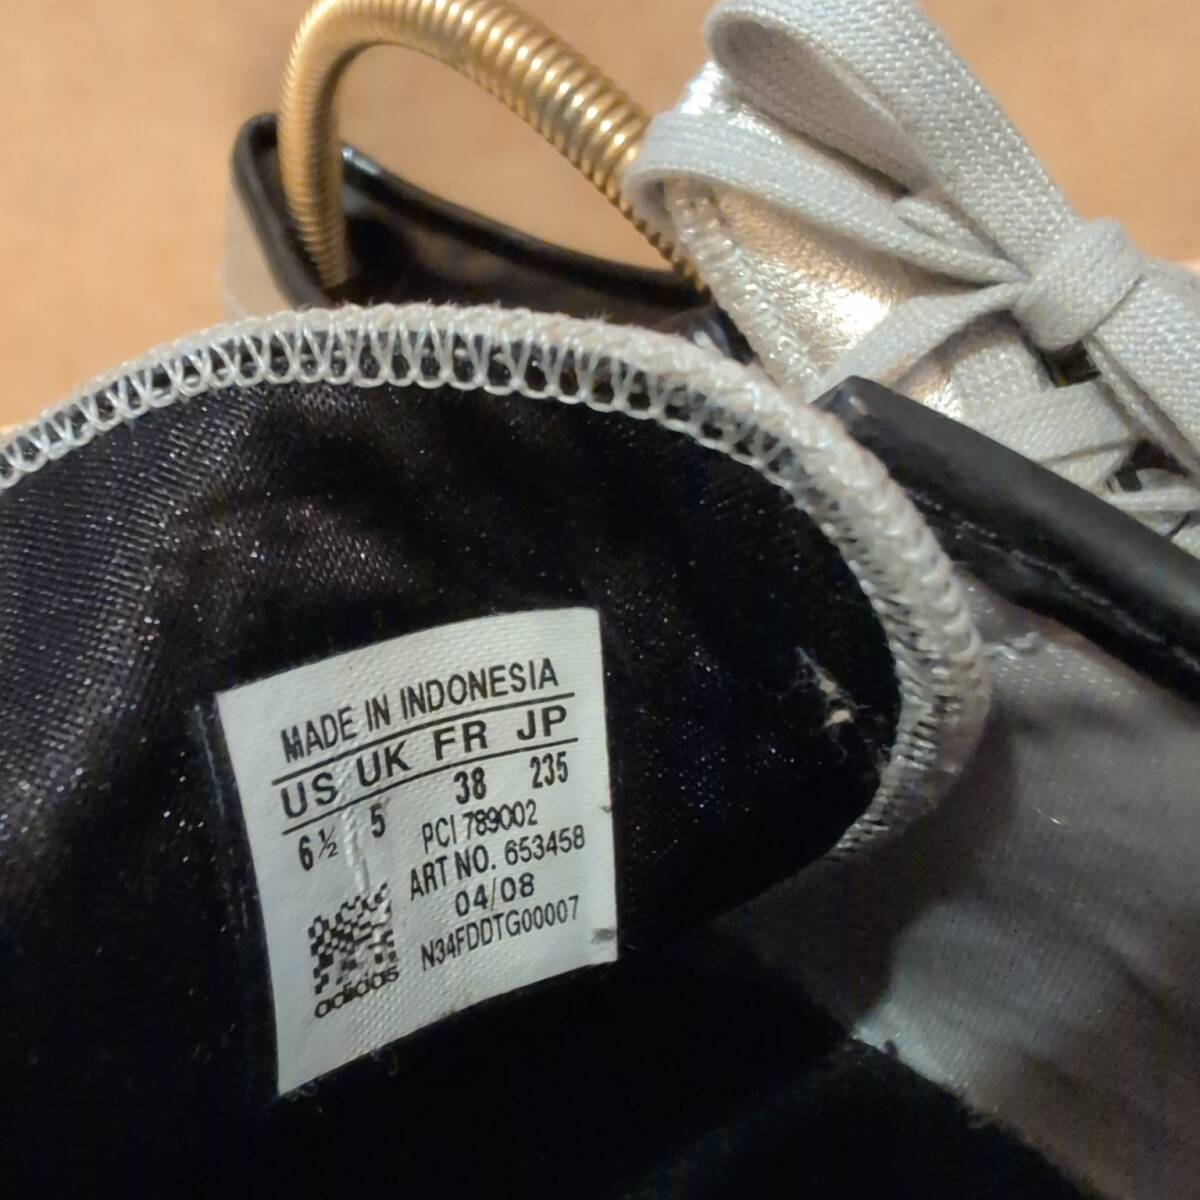 MADE IN INDONESIA
US UK FR JP
6½ 5 38 235
PCI 789002
ART NO. 653458
04/08
N34FDDTG00007
adidas